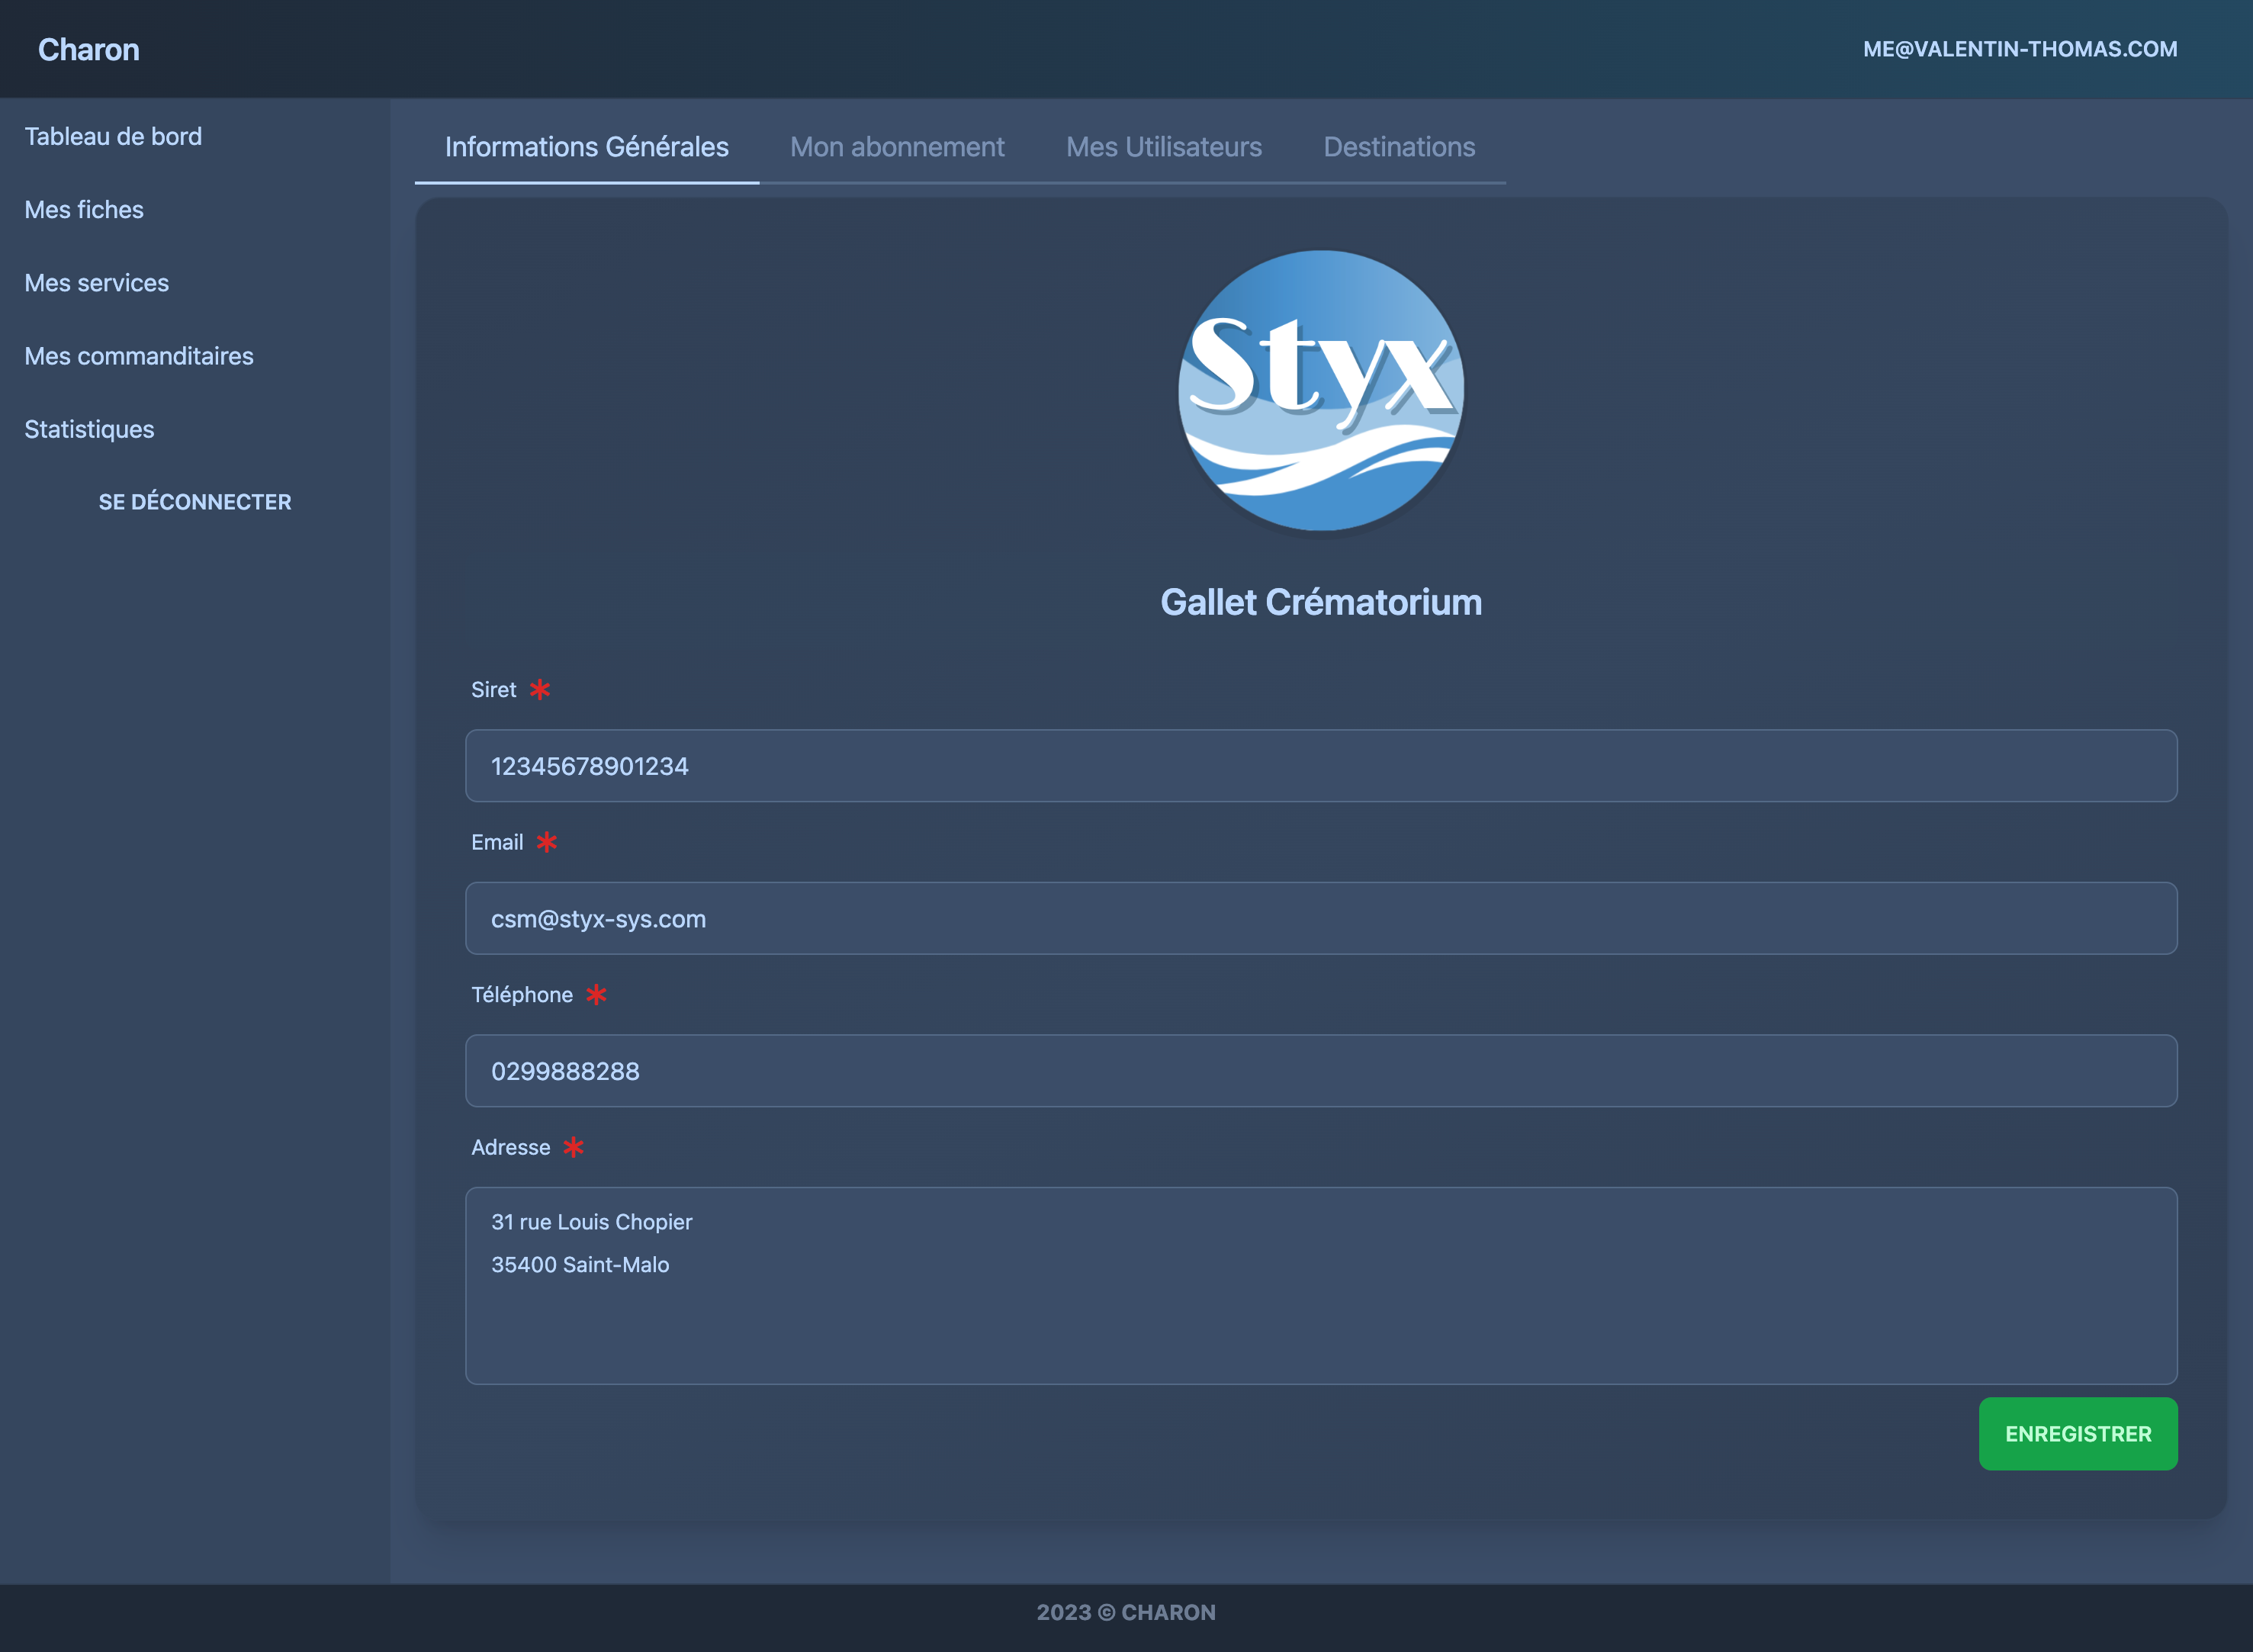 Charon
ME@VALENTIN-THOMAS.COM
Tableau de bord
Mes fiches
Mes services
Mes commanditaires
Statistiques
SE DÉCONNECTER
Informations Générales
Mon abonnement
Mes Utilisateurs
Destinations
Styx
Gallet Crématorium
Siret *
12345678901234
Email *
csm@styx-sys.com
Téléphone *
0299888288
Adresse *
31 rue Louis Chopier
35400 Saint-Malo
ENREGISTRER
2023 © CHARON